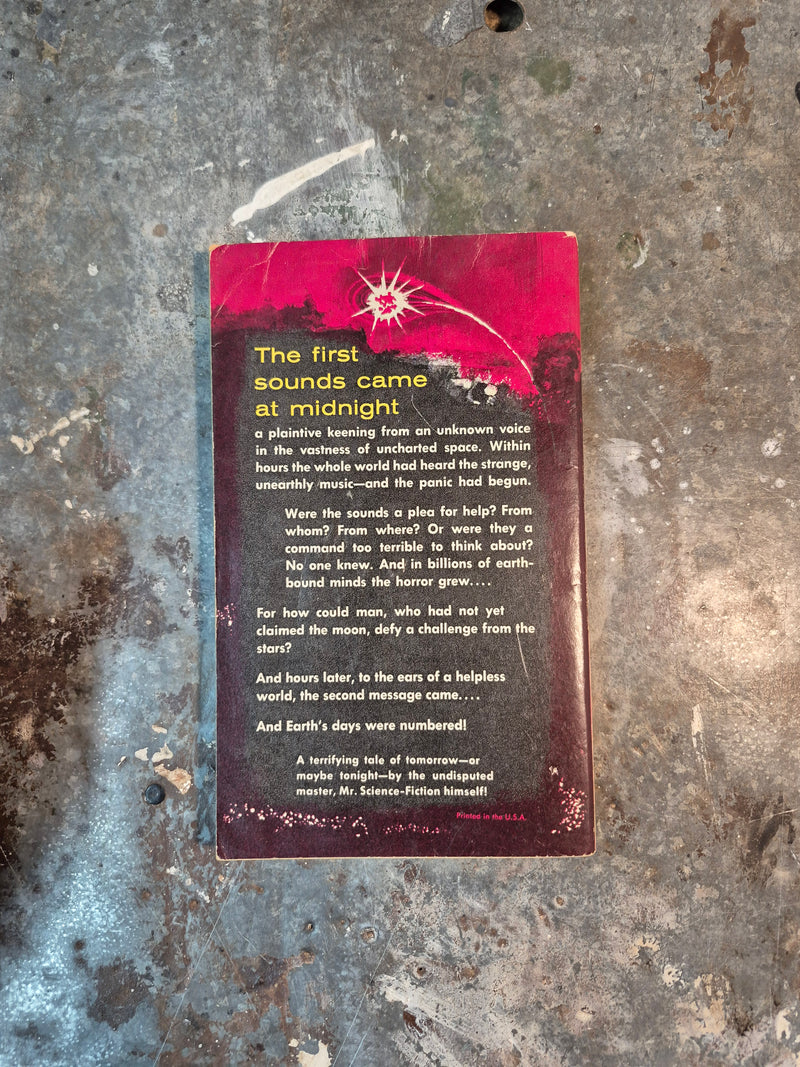 The first
sounds came
at midnight
a plaintive keening from an unknown voice
in the vastness of uncharted space. Within
hours the whole world had heard the strange,
unearthly music—and the panic had begun.
Were the sounds a plea for help? From
whom? From where? Or were they a
command too terrible to think about?
No one knew. And in billions of earth-
bound minds the horror grew....
For how could man, who had not yet
claimed the moon, defy a challenge from the
stars?
And hours later, to the ears of a helpless
world, the second message came....
And Earth's days were numbered!
A terrifying tale of tomorrow—or
maybe tonight—by the undisputed
master, Mr. Science-Fiction himself!
Printed in the U.S.A.